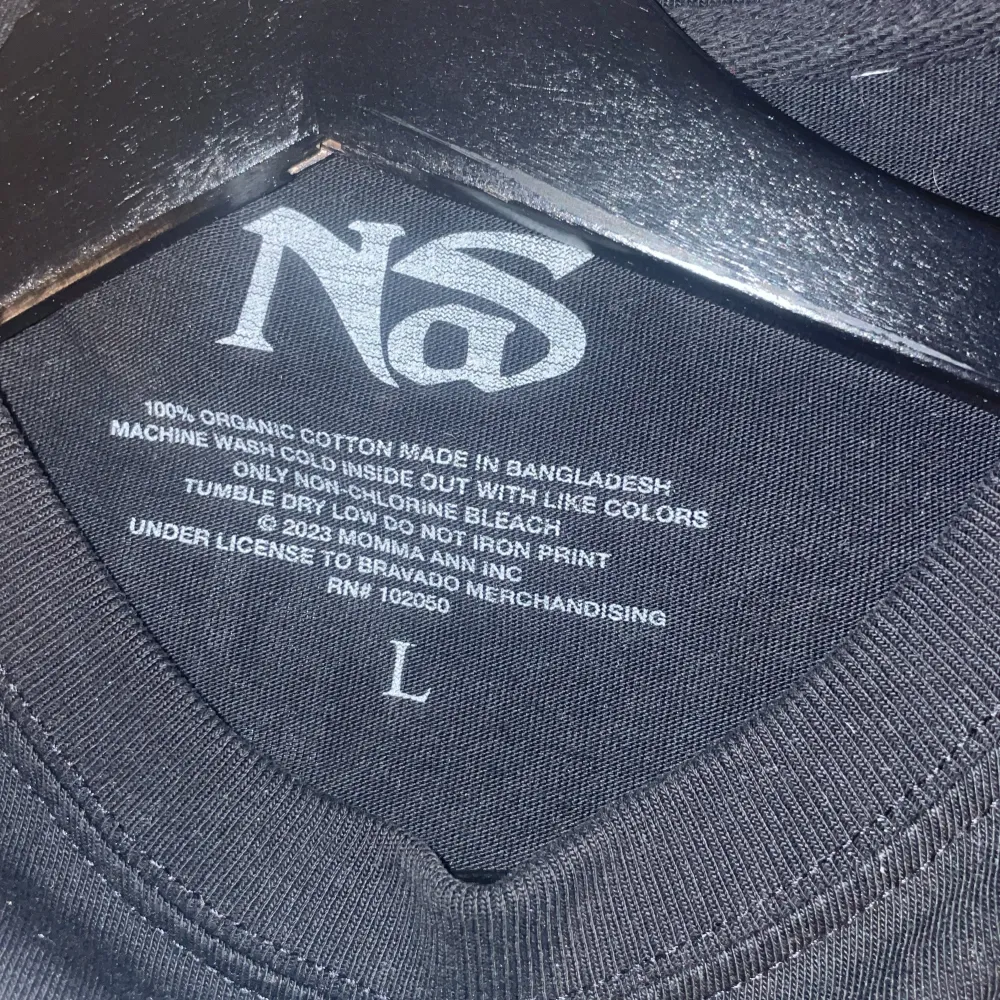 Nas
100% ORGANIC COTTON MADE IN BANGLADESH
MACHINE WASH COLD INSIDE OUT WITH LIKE COLORS
ONLY NON-CHLORINE BLEACH
TUMBLE DRY LOW DO NOT IRON PRINT
© 2023 MOMMA ANN INC
UNDER LICENSE TO BRAVADO MERCHANDISING
RN# 102050
L